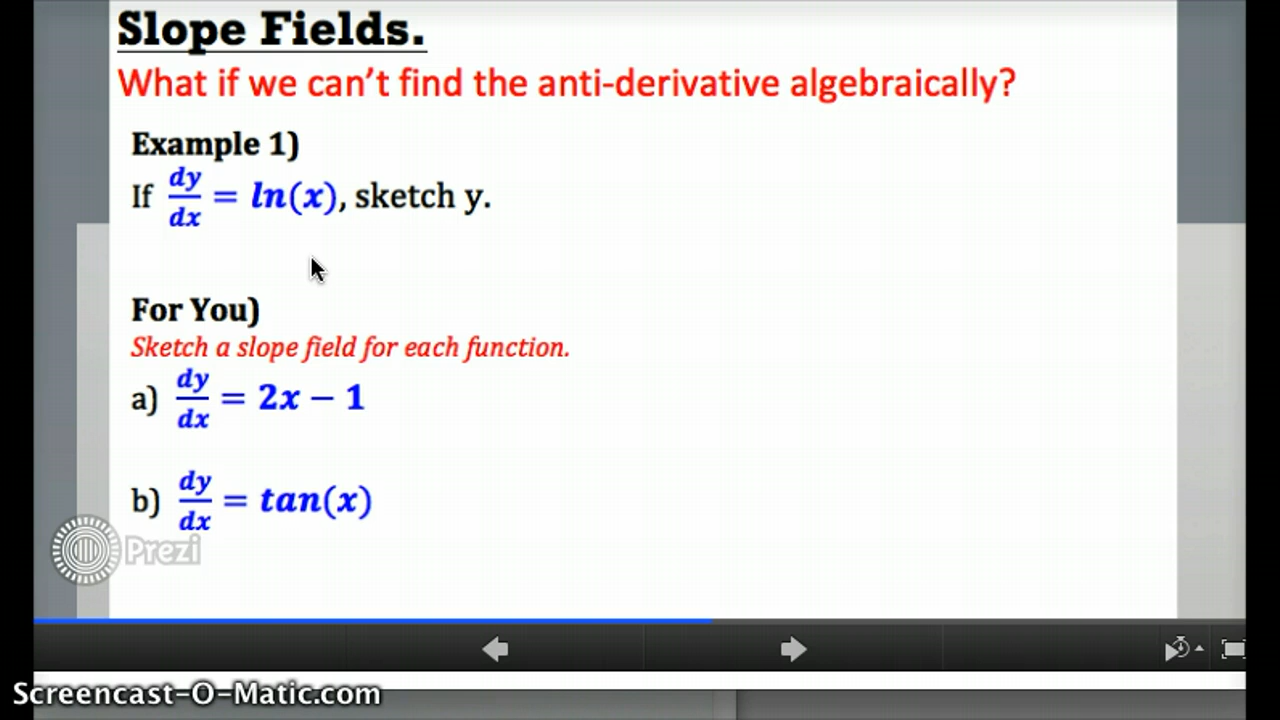 Slope Fields.
What if we can't find the anti-derivative algebraically?
Example 1)
If dy/dx = ln(x), sketch y.
For You)
Sketch a slope field for each function.
a) dy/dx = 2x − 1
b) dy/dx = tan(x)
Prezi
Screencast-O-Matic.com